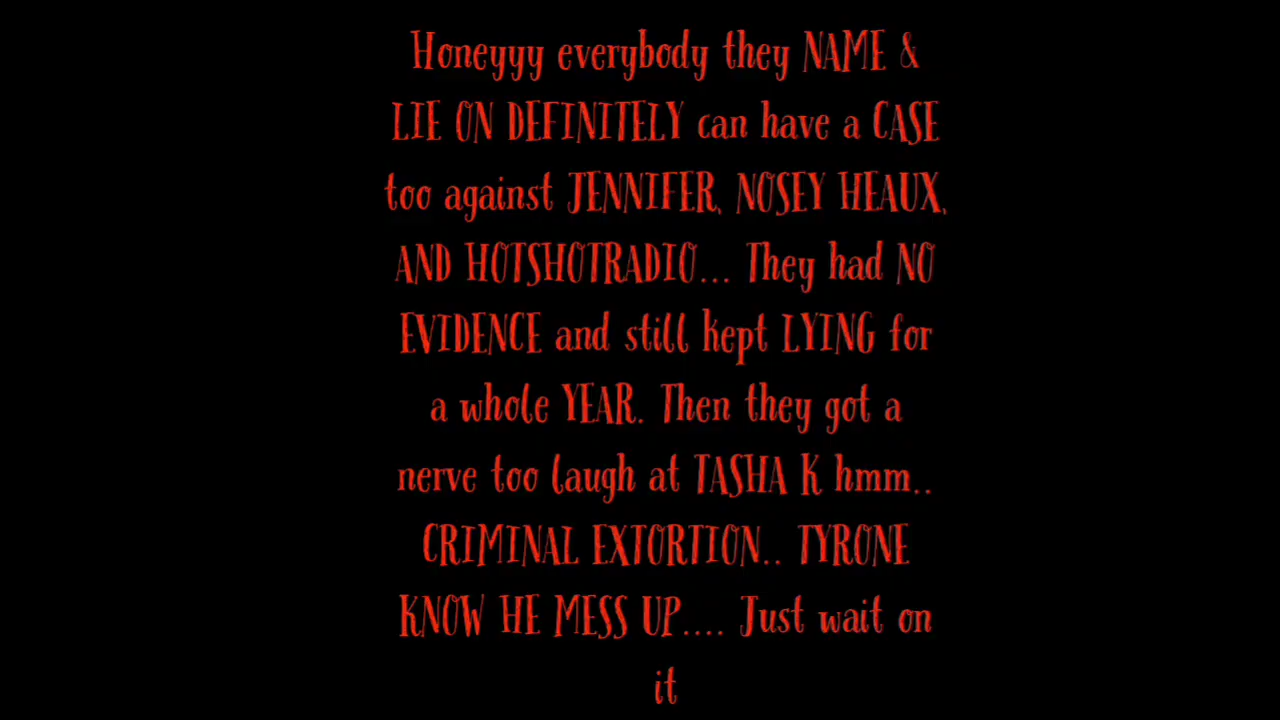 Honeyyy everybody they NAME &
LIE ON DEFINITELY can have a CASE
too against JENNIFER, NOSEY HEAUX,
AND HOTSHOTRADIO... They had NO
EVIDENCE and still kept LYING for
a whole YEAR. Then they got a
nerve too laugh at TASHA K hmm..
CRIMINAL EXTORTION.. TYRONE
KNOW HE MESS UP.... Just wait on
it